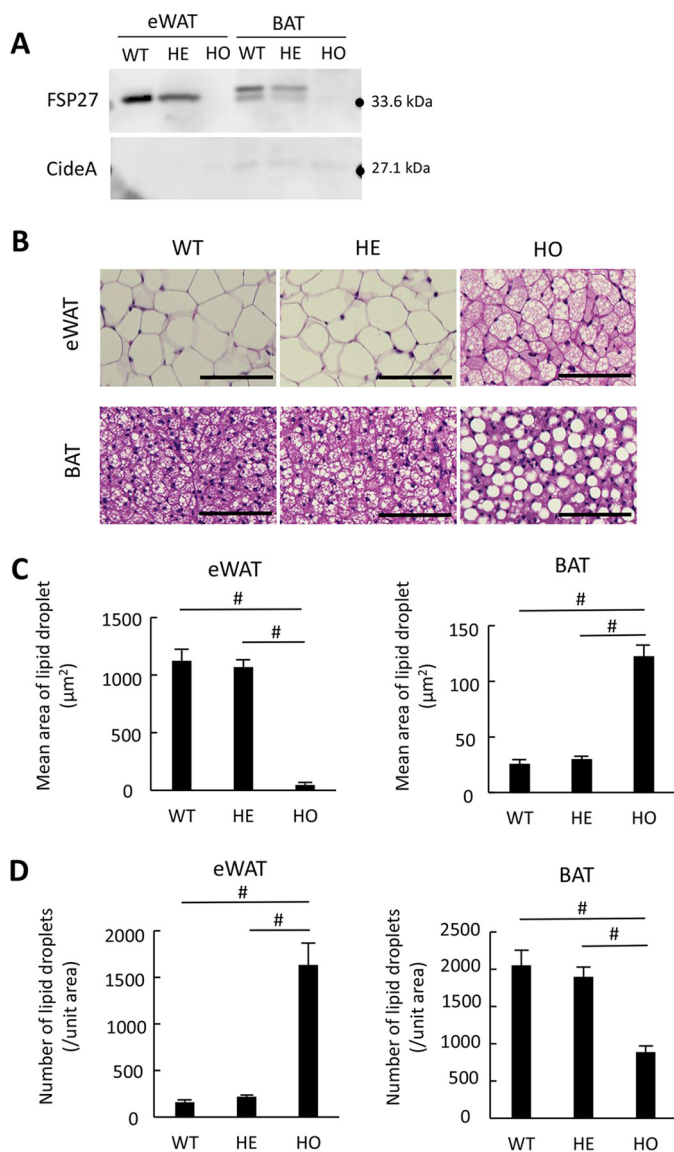 A
eWAT BAT
WT HE HO WT HE HO
FSP27 33.6 kDa
CideA 27.1 kDa
B
WT HE HO
eWAT
BAT
C
eWAT
Mean area of lipid droplet
(µm²)
1500
1000
500
0
# #
WT HE HO
BAT
Mean area of lipid droplet
(µm²)
150
100
50
0
# #
WT HE HO
D
eWAT
Number of lipid droplets
(/unit area)
2000
1500
1000
500
0
# #
WT HE HO
BAT
Number of lipid droplets
(/unit area)
2500
2000
1500
1000
500
0
# #
WT HE HO